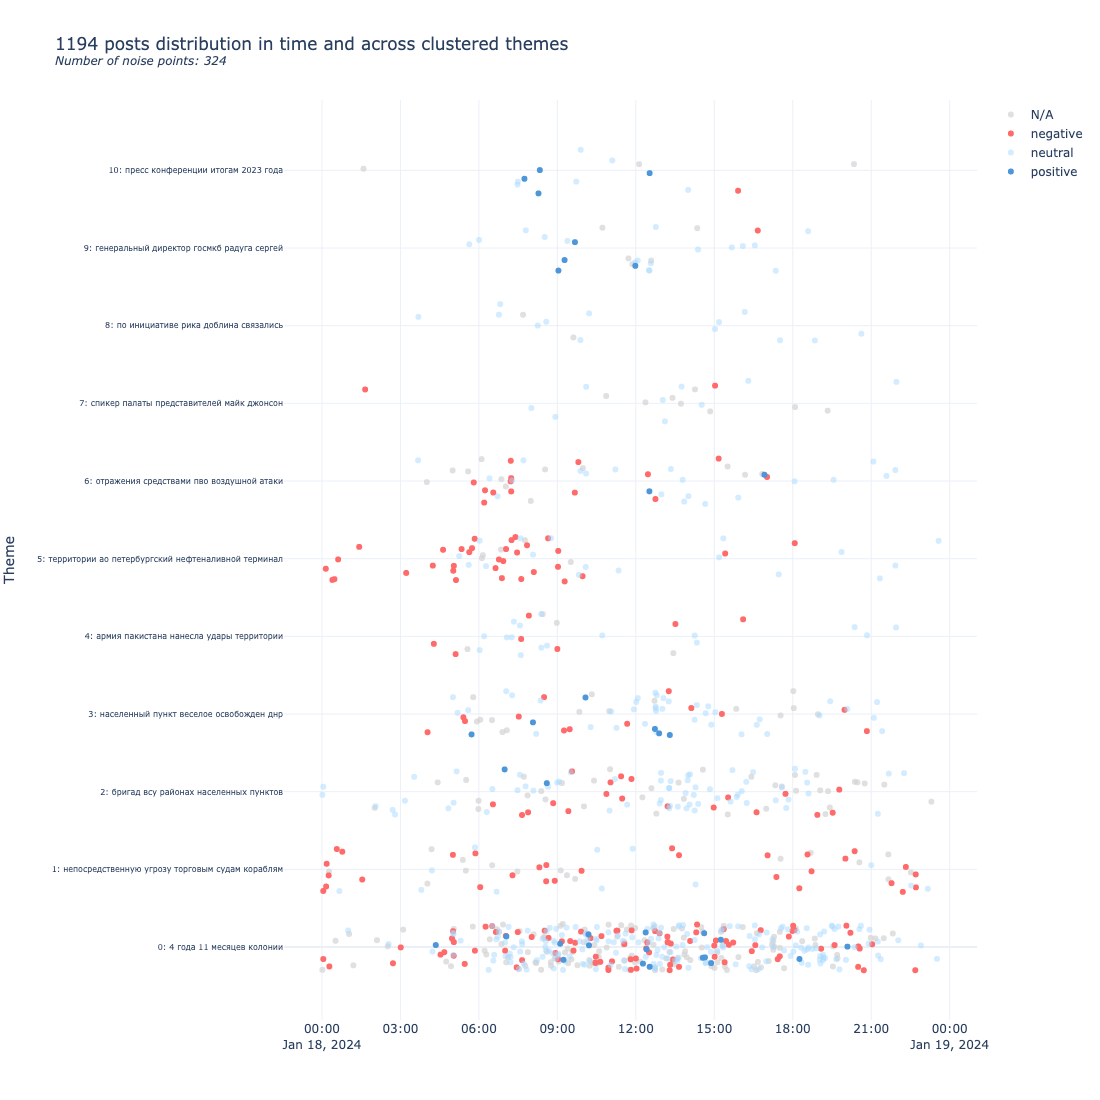 1194 posts distribution in time and across clustered themes
Number of noise points: 324
N/A
negative
neutral
positive
Theme
10: пресс конференции итогам 2023 года
9: генеральный директор госмкб радуга сергей
8: по инициативе рика доблина связались
7: спикер палаты представителей майк джонсон
6: отражения средствами пво воздушной атаки
5: территории ао петербургский нефтеналивной терминал
4: армия пакистана нанесла удары территории
3: населенный пункт веселое освобожден днр
2: бригад всу районах населенных пунктов
1: непосредственную угрозу торговым судам кораблям
0: 4 года 11 месяцев колонии
00:00 03:00 06:00 09:00 12:00 15:00 18:00 21:00 00:00
Jan 18, 2024 Jan 19, 2024